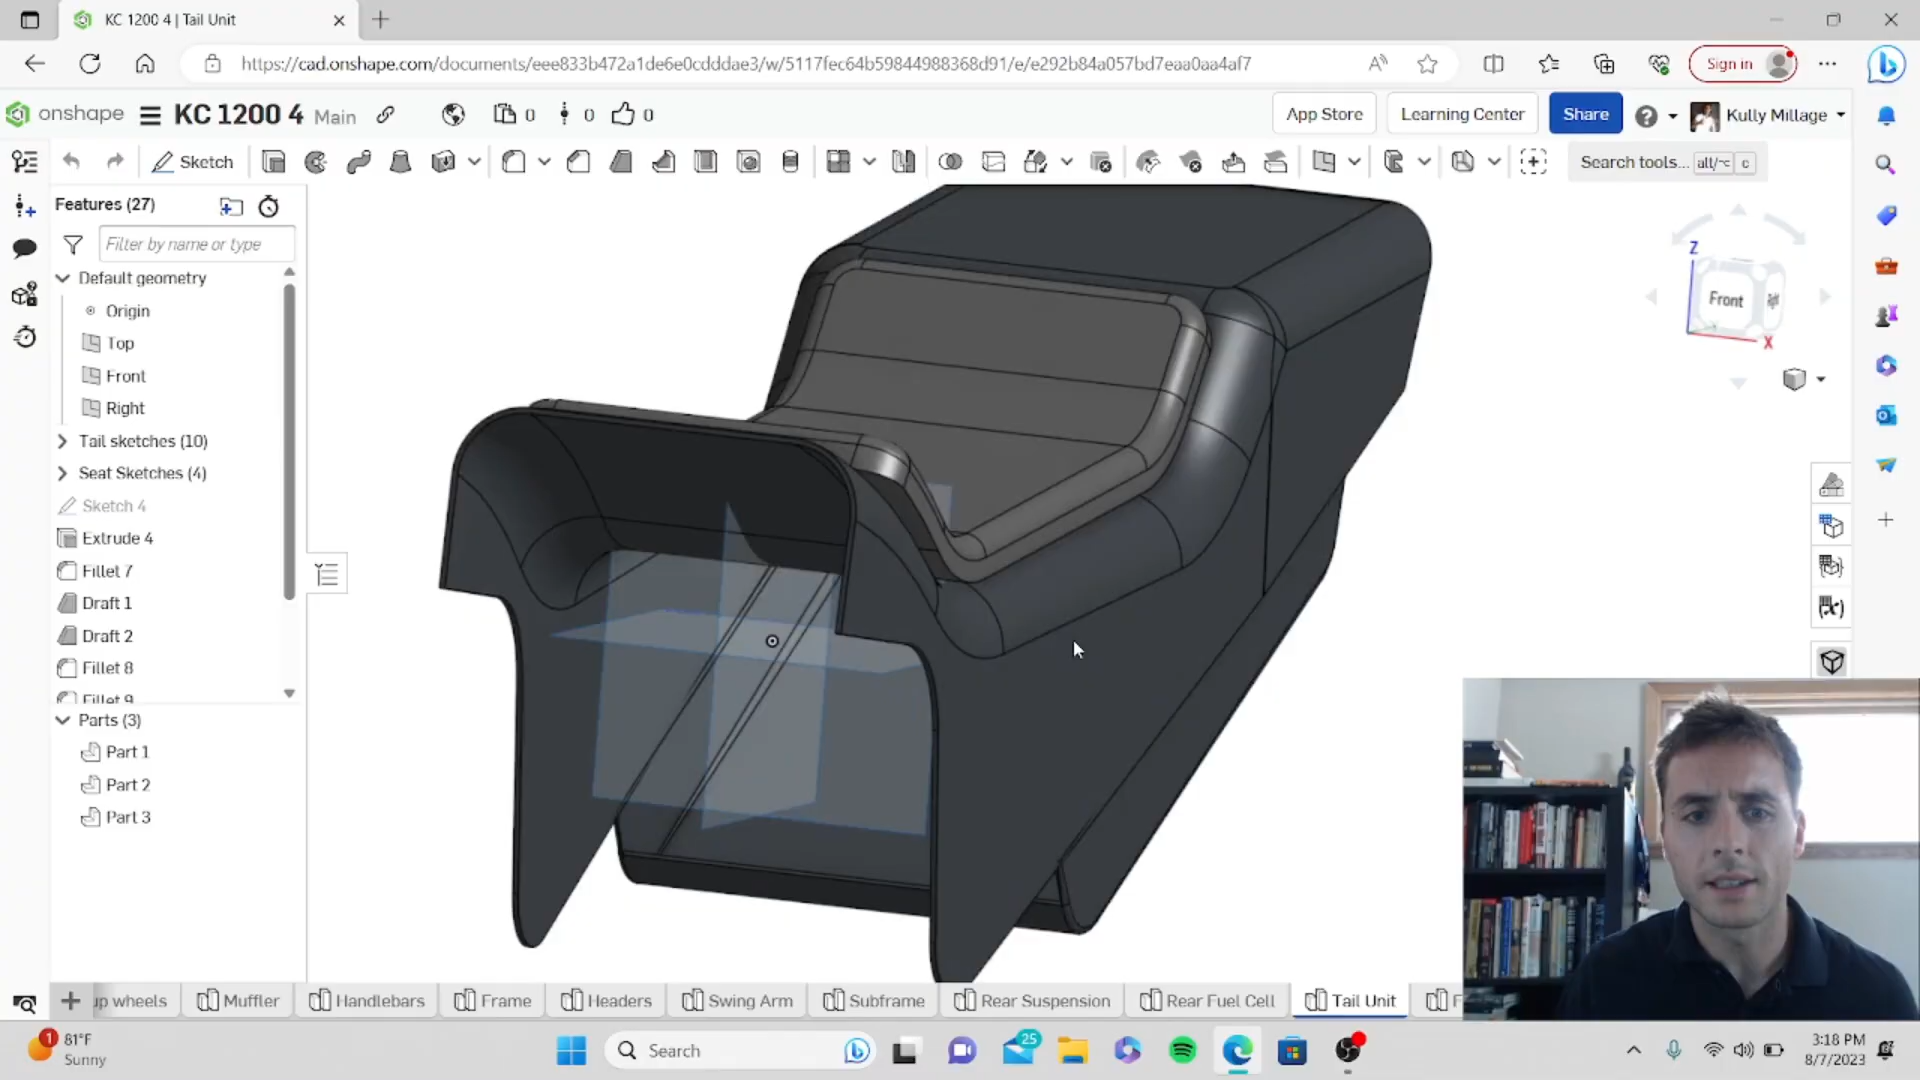 KC 1200 4 | Tail Unit
https://cad.onshape.com/documents/eee833b472a1de6e0cdddae3/w/5117fec64b59844988368d91/e/e292b84a057bd7eaa0aa4af7
Sign in
onshape
KC 1200 4 Main
0
0
0
App Store
Learning Center
Share
Kully Millage
Sketch
Search tools... alt/⌥ c
Features (27)
Filter by name or type
Default geometry
Origin
Top
Front
Right
Tail sketches (10)
Seat Sketches (4)
Sketch 4
Extrude 4
Fillet 7
Draft 1
Draft 2
Fillet 8
Fillet 9
Parts (3)
Part 1
Part 2
Part 3
Z
Front
Right
X
up wheels
Muffler
Handlebars
Frame
Headers
Swing Arm
Subframe
Rear Suspension
Rear Fuel Cell
Tail Unit
F
1
81°F
Sunny
Search
25
3:18 PM
8/7/2023